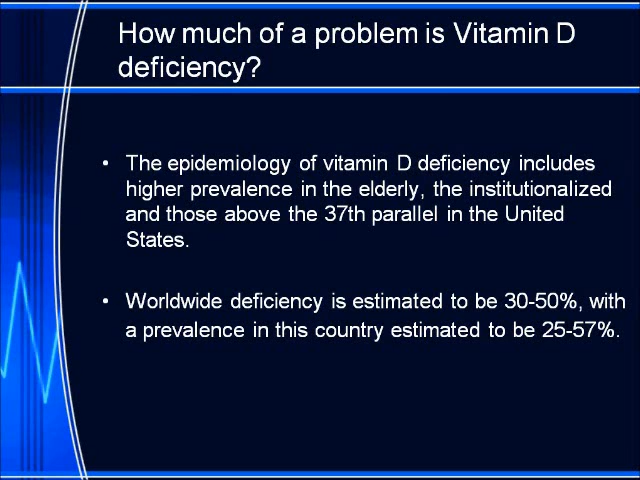 How much of a problem is Vitamin D
deficiency?
• The epidemiology of vitamin D deficiency includes
higher prevalence in the elderly, the institutionalized
and those above the 37th parallel in the United
States.
• Worldwide deficiency is estimated to be 30-50%, with
a prevalence in this country estimated to be 25-57%.